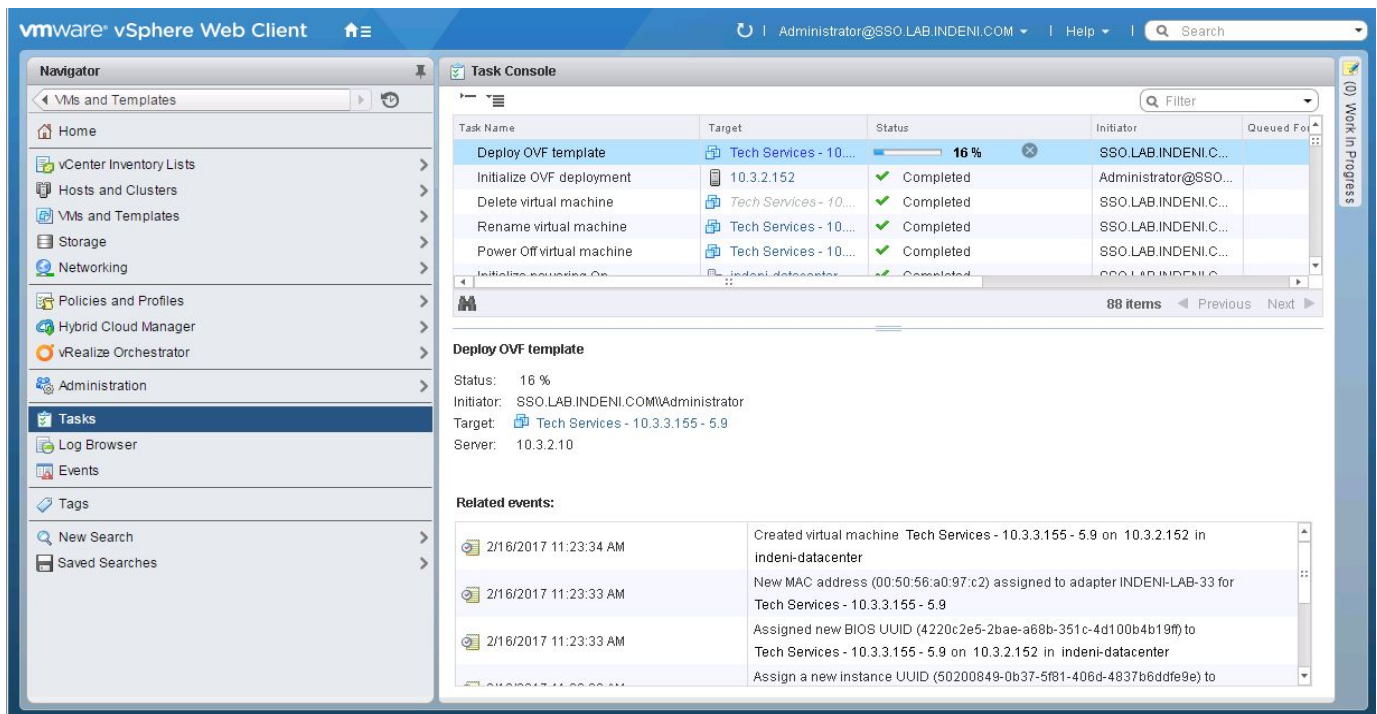 vmware® vSphere Web Client
Administrator@SSO.LAB.INDENI.COM | Help | Search
Navigator
VMs and Templates
Home
vCenter Inventory Lists
Hosts and Clusters
VMs and Templates
Storage
Networking
Policies and Profiles
Hybrid Cloud Manager
vRealize Orchestrator
Administration
Tasks
Log Browser
Events
Tags
New Search
Saved Searches
Task Console
Filter
Task Name Target Status Initiator Queued For
Deploy OVF template Tech Services - 10.... 16 % SSO.LAB.INDENI.C...
Initialize OVF deployment 10.3.2.152 Completed Administrator@SSO...
Delete virtual machine Tech Services - 10.... Completed SSO.LAB.INDENI.C...
Rename virtual machine Tech Services - 10.... Completed SSO.LAB.INDENI.C...
Power Off virtual machine Tech Services - 10.... Completed SSO.LAB.INDENI.C...
Initialize powering On indeni-datacenter Completed SSO.LAB.INDENI.C...
88 items Previous Next
Deploy OVF template
Status: 16 %
Initiator: SSO.LAB.INDENI.COM\Administrator
Target: Tech Services - 10.3.3.155 - 5.9
Server: 10.3.2.10
Related events:
2/16/2017 11:23:34 AM
Created virtual machine Tech Services - 10.3.3.155 - 5.9 on 10.3.2.152 in
indeni-datacenter
2/16/2017 11:23:33 AM
New MAC address (00:50:56:a0:97:c2) assigned to adapter INDENI-LAB-33 for
Tech Services - 10.3.3.155 - 5.9
2/16/2017 11:23:33 AM
Assigned new BIOS UUID (4220c2e5-2bae-a68b-351c-4d100b4b19ff) to
Tech Services - 10.3.3.155 - 5.9 on 10.3.2.152 in indeni-datacenter
Assign a new instance UUID (50200849-0b37-5f81-406d-4837b6ddfe9e) to
(0) Work In Progress